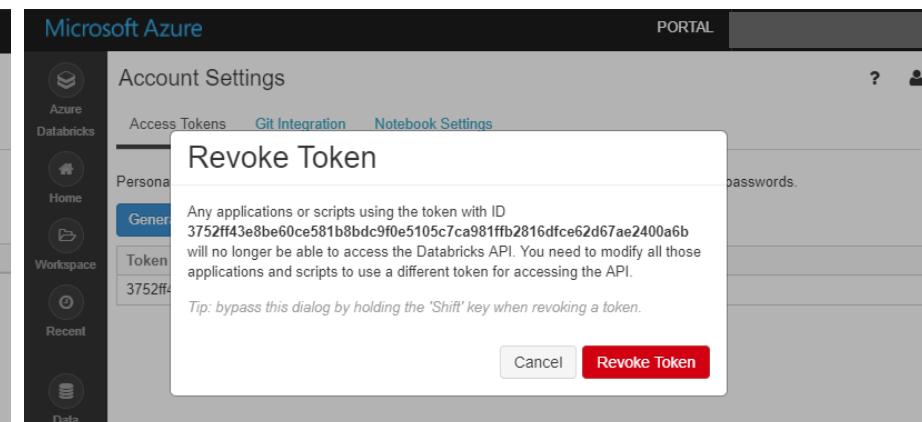 Microsoft Azure
PORTAL
Azure
Databricks
Home
Workspace
Recent
Data
Account Settings
?
Access Tokens Git Integration Notebook Settings
passwords.
Token
3752ff4
Revoke Token
Any applications or scripts using the token with ID
3752ff43e8be60ce581b8bdc9f0e5105c7ca981ffb2816dfce62d67ae2400a6b
will no longer be able to access the Databricks API. You need to modify all those
applications and scripts to use a different token for accessing the API.
Tip: bypass this dialog by holding the 'Shift' key when revoking a token.
Cancel
Revoke Token